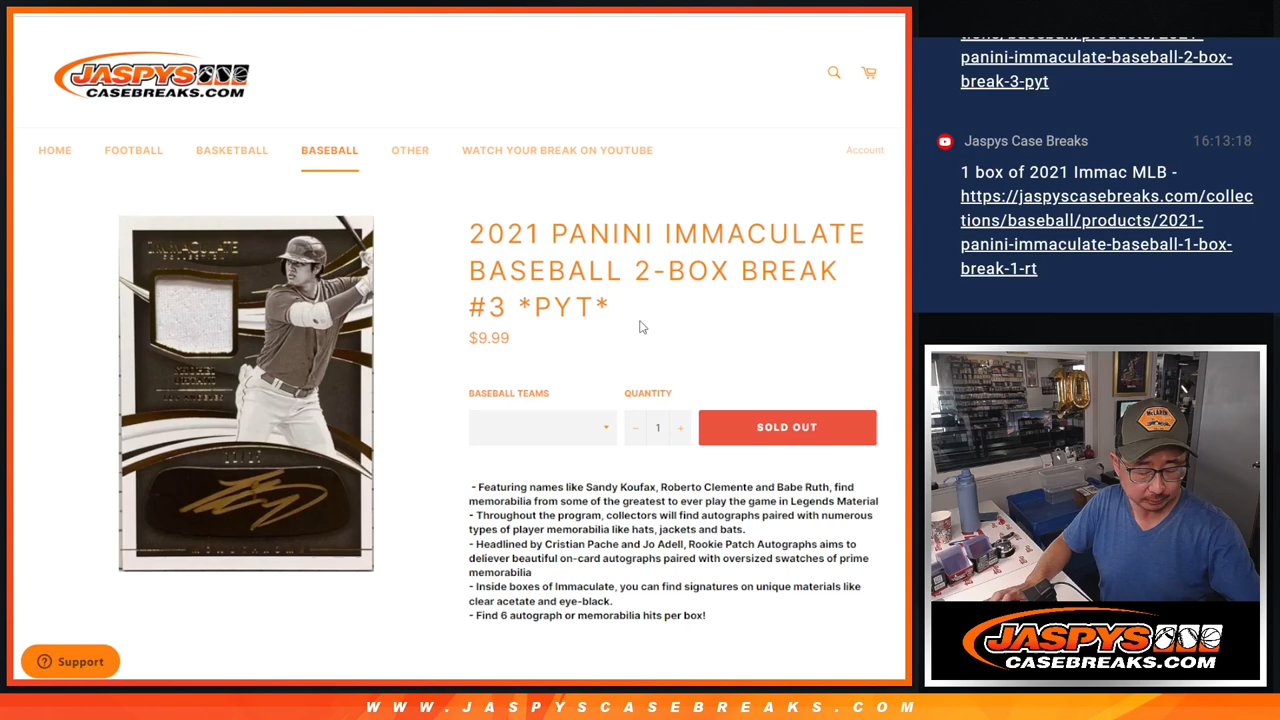 JASPYS
CASEBREAKS.COM
HOME FOOTBALL BASKETBALL BASEBALL OTHER WATCH YOUR BREAK ON YOUTUBE Account
IMMACULATE
COLLECTION
2021 PANINI IMMACULATE
BASEBALL 2-BOX BREAK
#3 *PYT*
$9.99
BASEBALL TEAMS QUANTITY
− 1 + SOLD OUT
- Featuring names like Sandy Koufax, Roberto Clemente and Babe Ruth, find
memorabilia from some of the greatest to ever play the game in Legends Material
- Throughout the program, collectors will find autographs paired with numerous
types of player memorabilia like hats, jackets and bats.
- Headlined by Cristian Pache and Jo Adell, Rookie Patch Autographs aims to
deliever beautiful on-card autographs paired with oversized swatches of prime
memorabilia
- Inside boxes of Immaculate, you can find signatures on unique materials like
clear acetate and eye-black.
- Find 6 autograph or memorabilia hits per box!
Support
panini-immaculate-baseball-2-box-
break-3-pyt
Jaspys Case Breaks 16:13:18
1 box of 2021 Immac MLB -
https://jaspyscasebreaks.com/collec
tions/baseball/products/2021-
panini-immaculate-baseball-1-box-
break-1-rt
10
McLAREN
JASPYS
CASEBREAKS.COM
WWW.JASPYSCASEBREAKS.COM